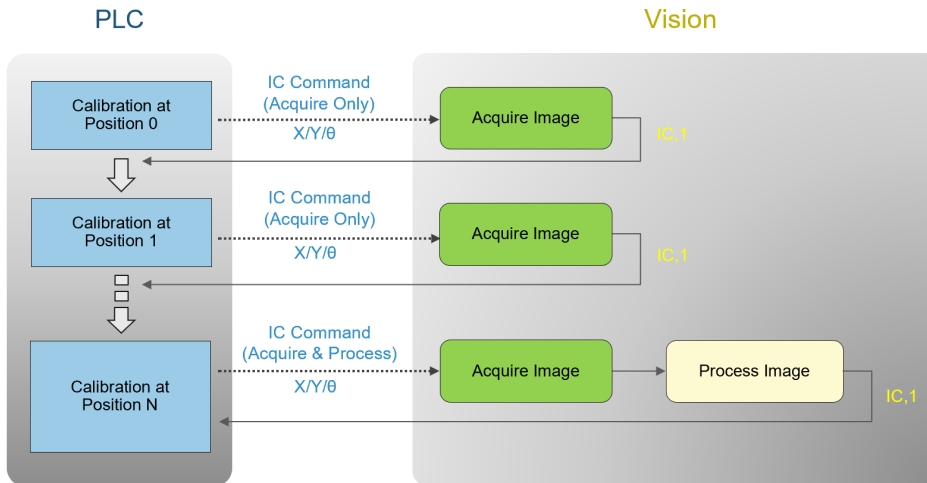 PLC
Vision
Calibration at
Position 0
IC Command
(Acquire Only)
X/Y/θ
Acquire Image
IC,1
Calibration at
Position 1
IC Command
(Acquire Only)
X/Y/θ
Acquire Image
IC,1
Calibration at
Position N
IC Command
(Acquire & Process)
X/Y/θ
Acquire Image
Process Image
IC,1